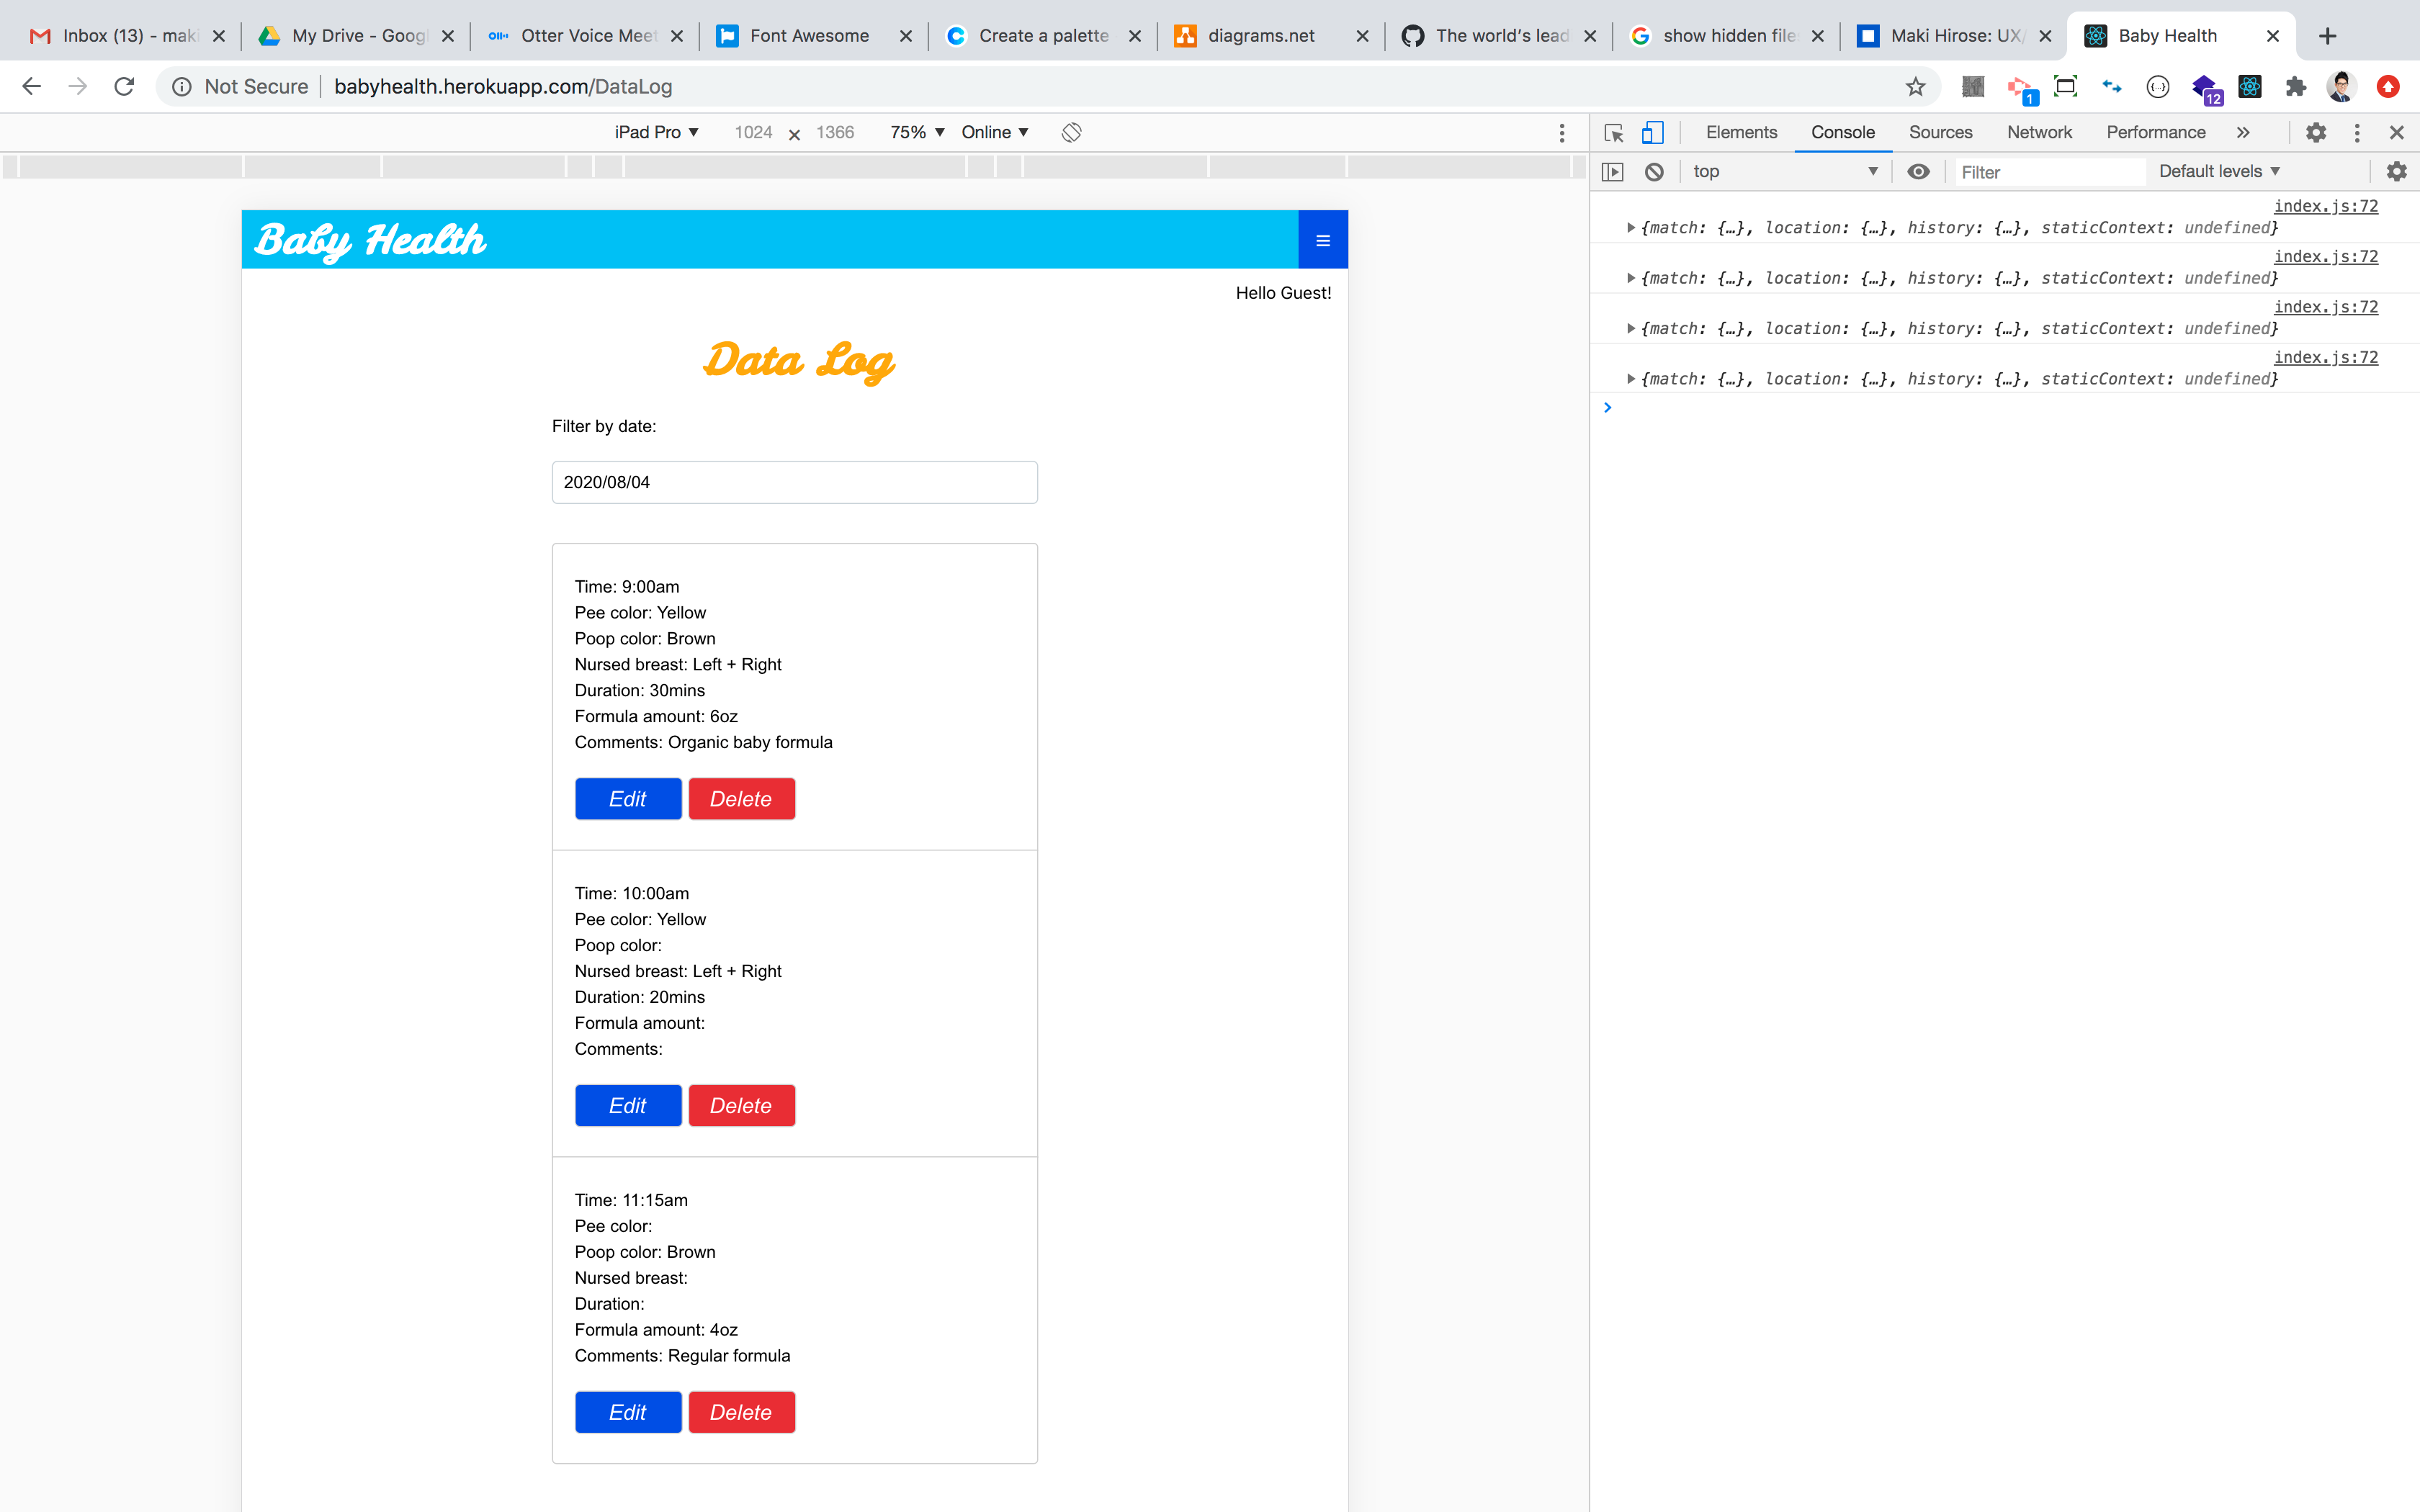 Inbox (13) - maki
My Drive - Googl
Otter Voice Meet
Font Awesome
Create a palette
diagrams.net
The world's lead
show hidden file
Maki Hirose: UX/
Baby Health
Not Secure | babyhealth.herokuapp.com/DataLog
1
12
iPad Pro ▼ 1024 × 1366 75% ▼ Online ▼
Elements Console Sources Network Performance »
top ▼ Filter Default levels ▼
Baby Health
Hello Guest!
Data Log
Filter by date:
2020/08/04
Time: 9:00am
Pee color: Yellow
Poop color: Brown
Nursed breast: Left + Right
Duration: 30mins
Formula amount: 6oz
Comments: Organic baby formula
Edit Delete
Time: 10:00am
Pee color: Yellow
Poop color:
Nursed breast: Left + Right
Duration: 20mins
Formula amount:
Comments:
Edit Delete
Time: 11:15am
Pee color:
Poop color: Brown
Nursed breast:
Duration:
Formula amount: 4oz
Comments: Regular formula
Edit Delete
index.js:72
{match: {…}, location: {…}, history: {…}, staticContext: undefined}
index.js:72
{match: {…}, location: {…}, history: {…}, staticContext: undefined}
index.js:72
{match: {…}, location: {…}, history: {…}, staticContext: undefined}
index.js:72
{match: {…}, location: {…}, history: {…}, staticContext: undefined}